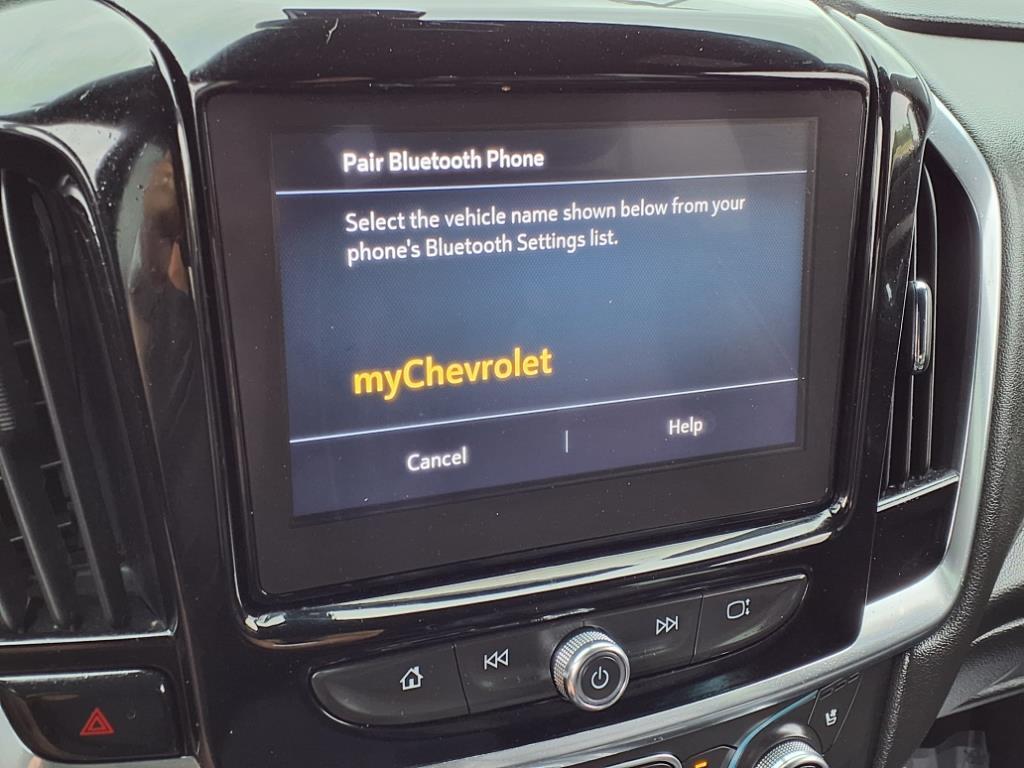 Pair Bluetooth Phone
Select the vehicle name shown below from your
phone's Bluetooth Settings list.
myChevrolet
Cancel
Help